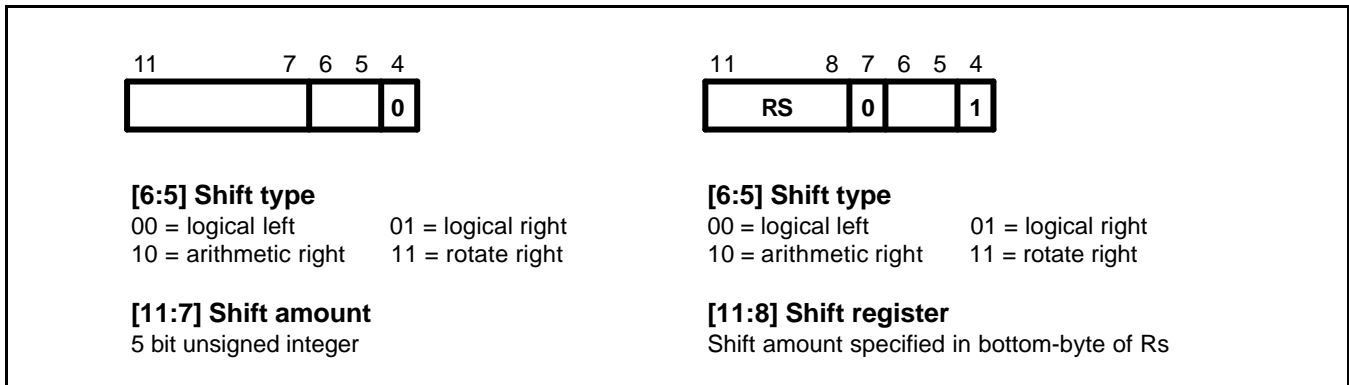 11 7 6 5 4
0
[6:5] Shift type
00 = logical left 01 = logical right
10 = arithmetic right 11 = rotate right
[11:7] Shift amount
5 bit unsigned integer
11 8 7 6 5 4
RS 0 1
[6:5] Shift type
00 = logical left 01 = logical right
10 = arithmetic right 11 = rotate right
[11:8] Shift register
Shift amount specified in bottom-byte of Rs